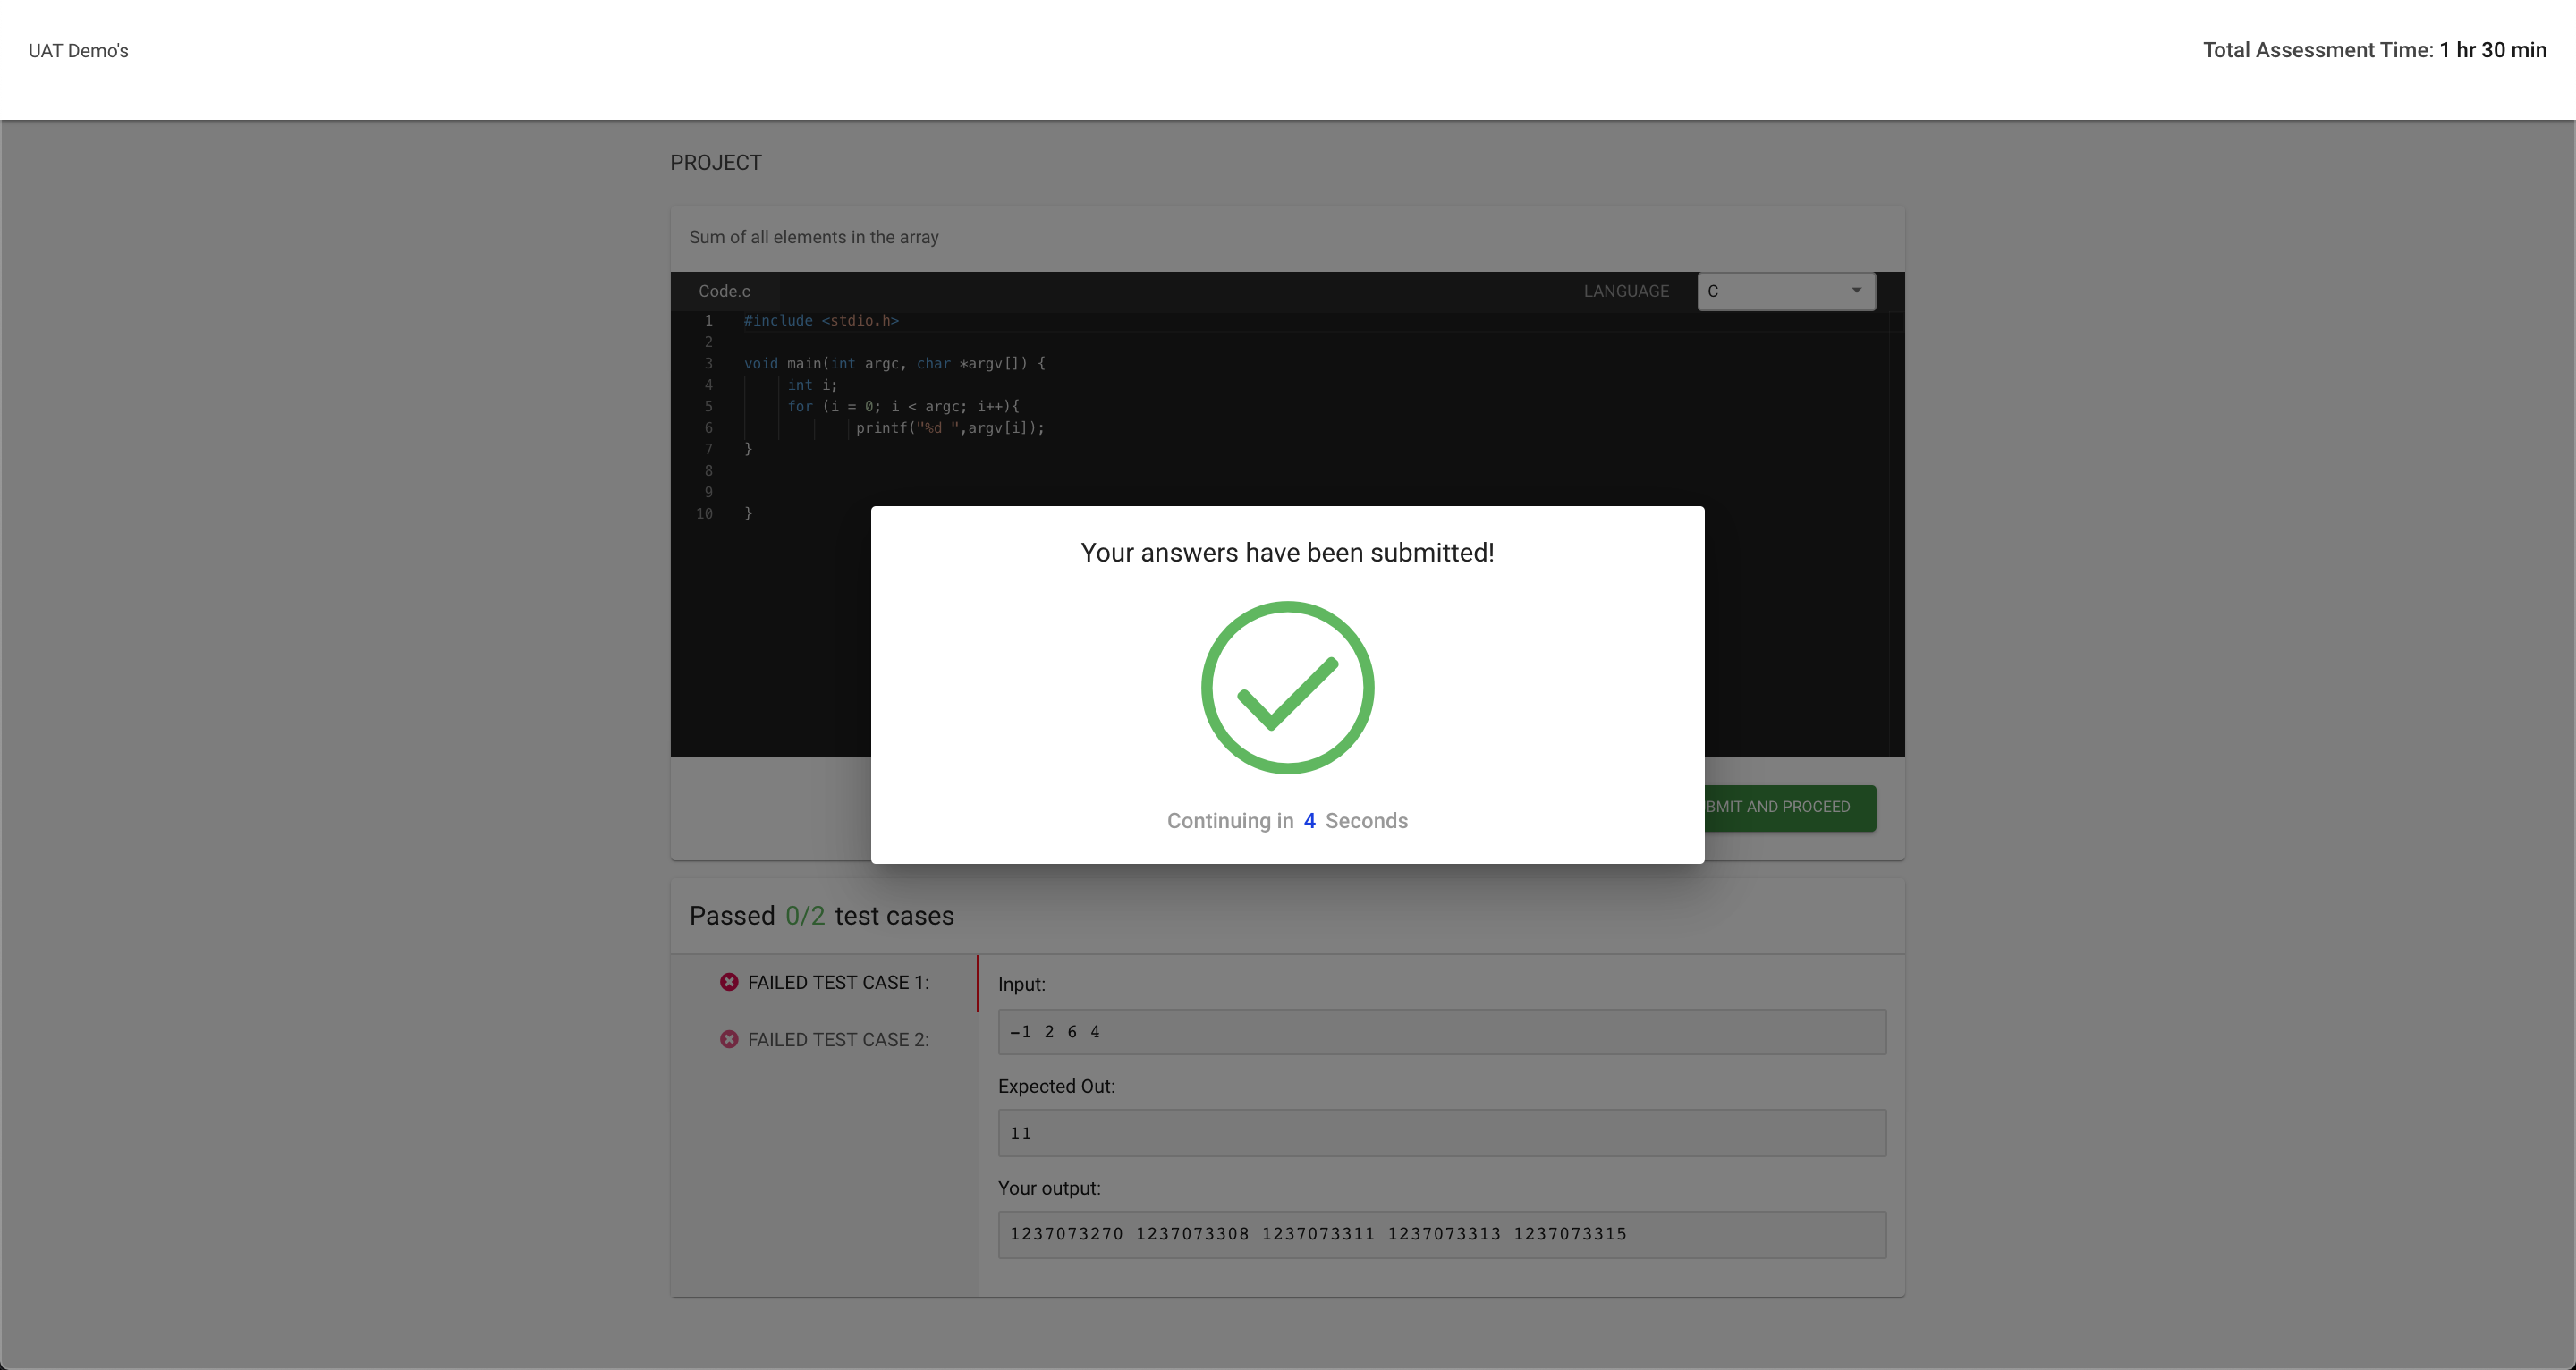 UAT Demo's
Total Assessment Time: 1 hr 30 min
PROJECT
Sum of all elements in the array
Code.c
LANGUAGE
C
1 #include <stdio.h>
2
3 void main(int argc, char *argv[]) {
4 int i;
5 for (i = 0; i < argc; i++){
6 printf("%d ",argv[i]);
7 }
8
9
10 }
Your answers have been submitted!
Continuing in 4 Seconds
BMIT AND PROCEED
Passed 0/2 test cases
FAILED TEST CASE 1:
FAILED TEST CASE 2:
Input:
-1 2 6 4
Expected Out:
11
Your output:
1237073270 1237073308 1237073311 1237073313 1237073315